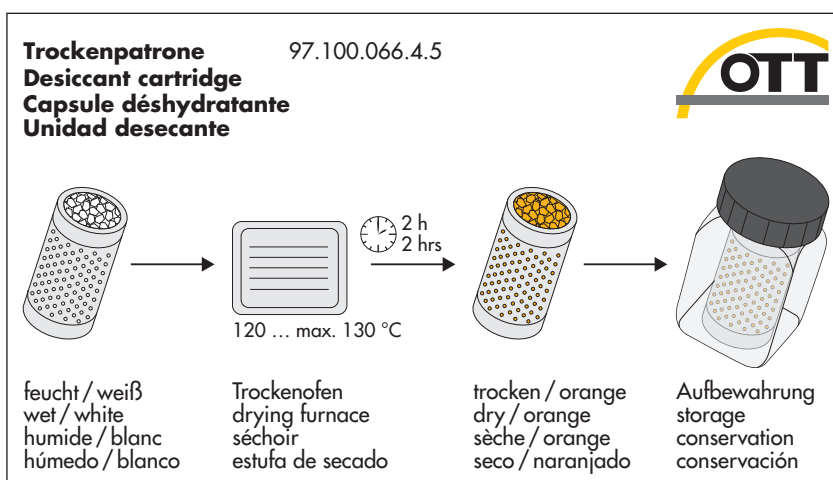 Trockenpatrone 97.100.066.4.5
Desiccant cartridge
Capsule déshydratante
Unidad desecante
OTT
2 h
2 hrs
120 ... max. 130 °C
feucht / weiß
wet / white
humide / blanc
húmedo / blanco
Trockenofen
drying furnace
séchoir
estufa de secado
trocken / orange
dry / orange
sèche / orange
seco / naranjado
Aufbewahrung
storage
conservation
conservación